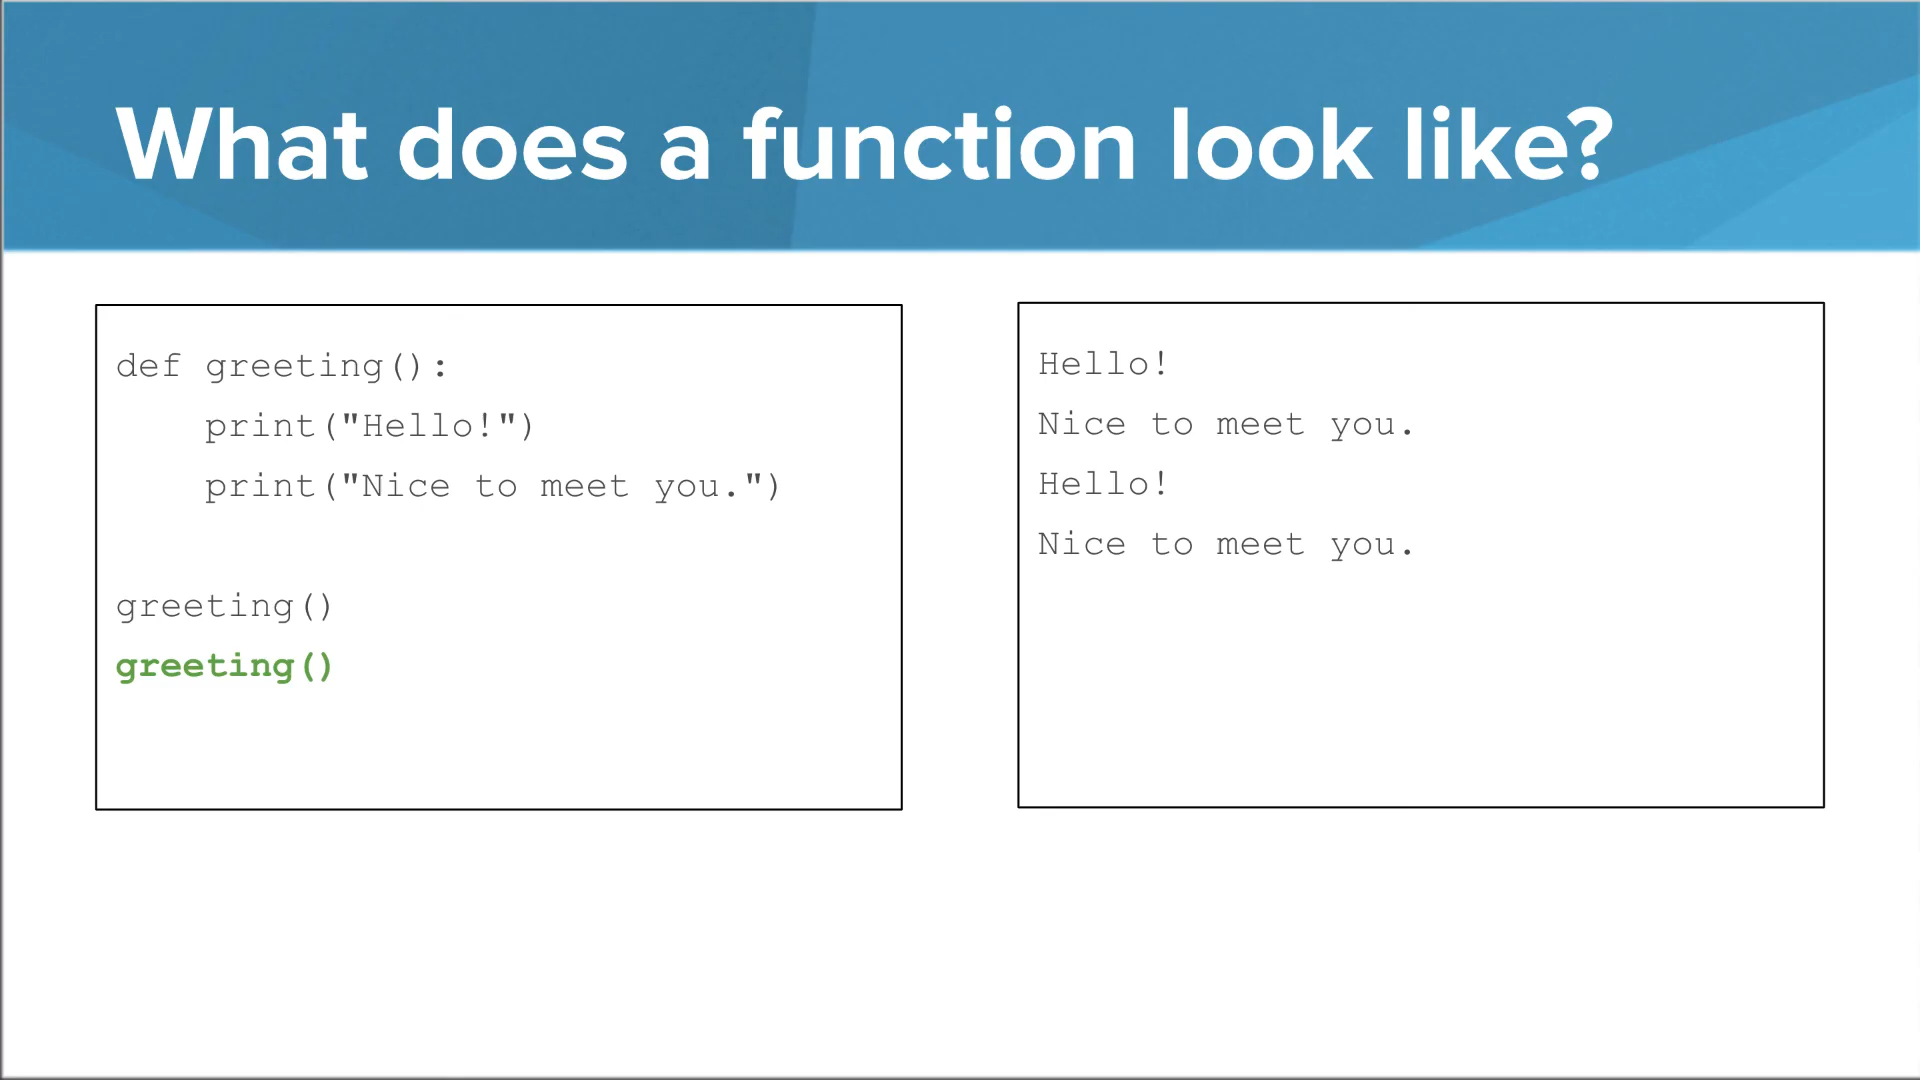 What does a function look like?
def greeting():
    print("Hello!")
    print("Nice to meet you.")
greeting()
greeting()
Hello!
Nice to meet you.
Hello!
Nice to meet you.